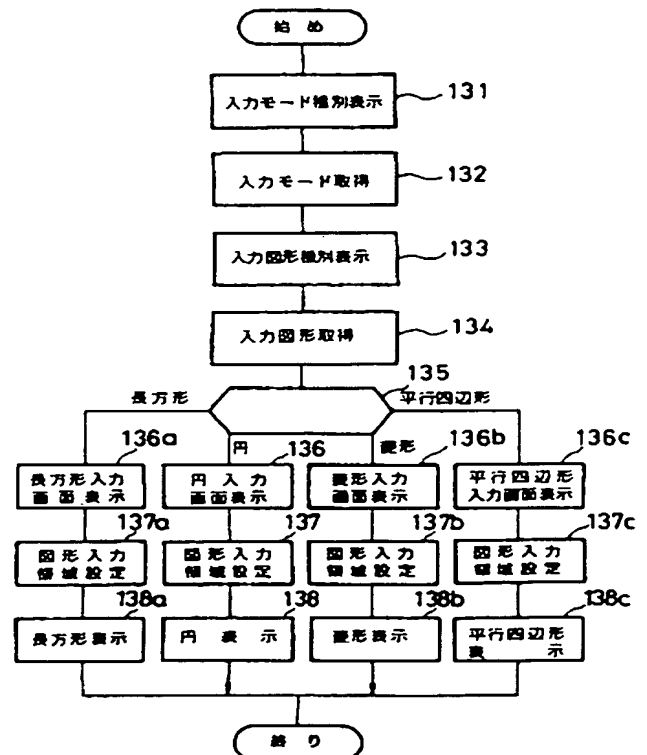 始め
入力モード種別表示
131
入力モード取得
132
入力図形種別表示
133
入力図形取得
134
135
長方形
平行四辺形
円
菱形
136a
136
136b
136c
長方形入力
画面表示
円入力
画面表示
菱形入力
画面表示
平行四辺形
入力画面表示
137a
137
137b
137c
図形入力
領域設定
図形入力
領域設定
図形入力
領域設定
図形入力
領域設定
138a
138
138b
138c
長方形表示
円表示
菱形表示
平行四辺形
表示
終り